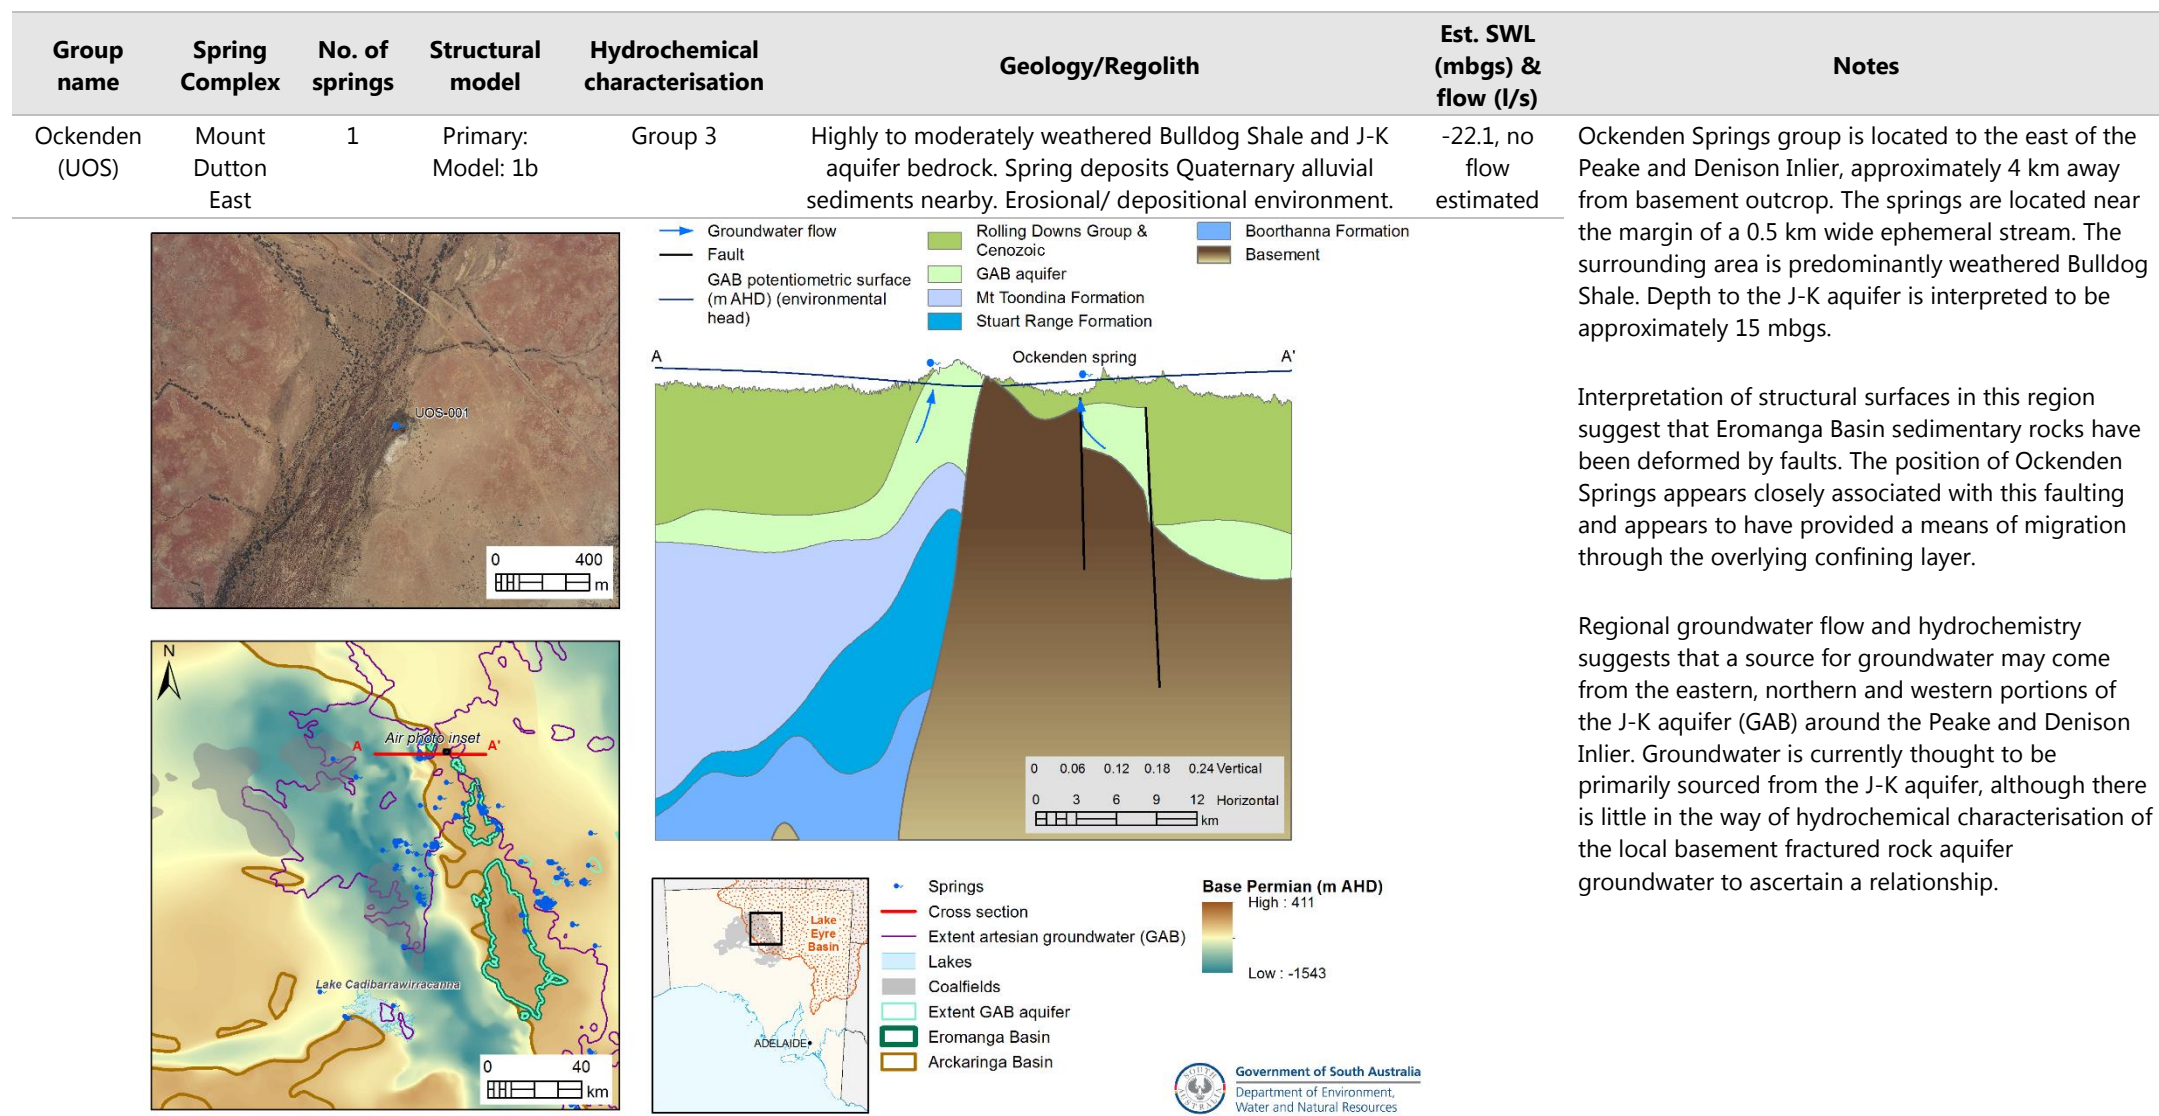 Group name
Spring Complex
No. of springs
Structural model
Hydrochemical characterisation
Geology/Regolith
Est. SWL (mbgs) & flow (l/s)
Notes
Ockenden (UOS)
Mount Dutton East
1
Primary: Model: 1b
Group 3
Highly to moderately weathered Bulldog Shale and J-K
aquifer bedrock. Spring deposits Quaternary alluvial
sediments nearby. Erosional/ depositional environment.
-22.1, no flow estimated
Ockenden Springs group is located to the east of the
Peake and Denison Inlier, approximately 4 km away
from basement outcrop. The springs are located near
the margin of a 0.5 km wide ephemeral stream. The
surrounding area is predominantly weathered Bulldog
Shale. Depth to the J-K aquifer is interpreted to be
approximately 15 mbgs.
Interpretation of structural surfaces in this region
suggest that Eromanga Basin sedimentary rocks have
been deformed by faults. The position of Ockenden
Springs appears closely associated with this faulting
and appears to have provided a means of migration
through the overlying confining layer.
Regional groundwater flow and hydrochemistry
suggests that a source for groundwater may come
from the eastern, northern and western portions of
the J-K aquifer (GAB) around the Peake and Denison
Inlier. Groundwater is currently thought to be
primarily sourced from the J-K aquifer, although there
is little in the way of hydrochemical characterisation of
the local basement fractured rock aquifer
groundwater to ascertain a relationship.
UOS-001
0 400
m
Groundwater flow
Fault
GAB potentiometric surface
(m AHD) (environmental
head)
Rolling Downs Group &
Cenozoic
GAB aquifer
Mt Toondina Formation
Stuart Range Formation
Boorthanna Formation
Basement
A
Ockenden spring
A'
0 0.06 0.12 0.18 0.24 Vertical
0 3 6 9 12 Horizontal
km
N
Air photo inset
A
A'
Lake Cadibarrawirracanna
0 40
km
Lake
Eyre
Basin
ADELAIDE
Springs
Cross section
Extent artesian groundwater (GAB)
Lakes
Coalfields
Extent GAB aquifer
Eromanga Basin
Arckaringa Basin
Base Permian (m AHD)
High : 411
Low : -1543
SOUTH AUSTRALIA
Government of South Australia
Department of Environment,
Water and Natural Resources